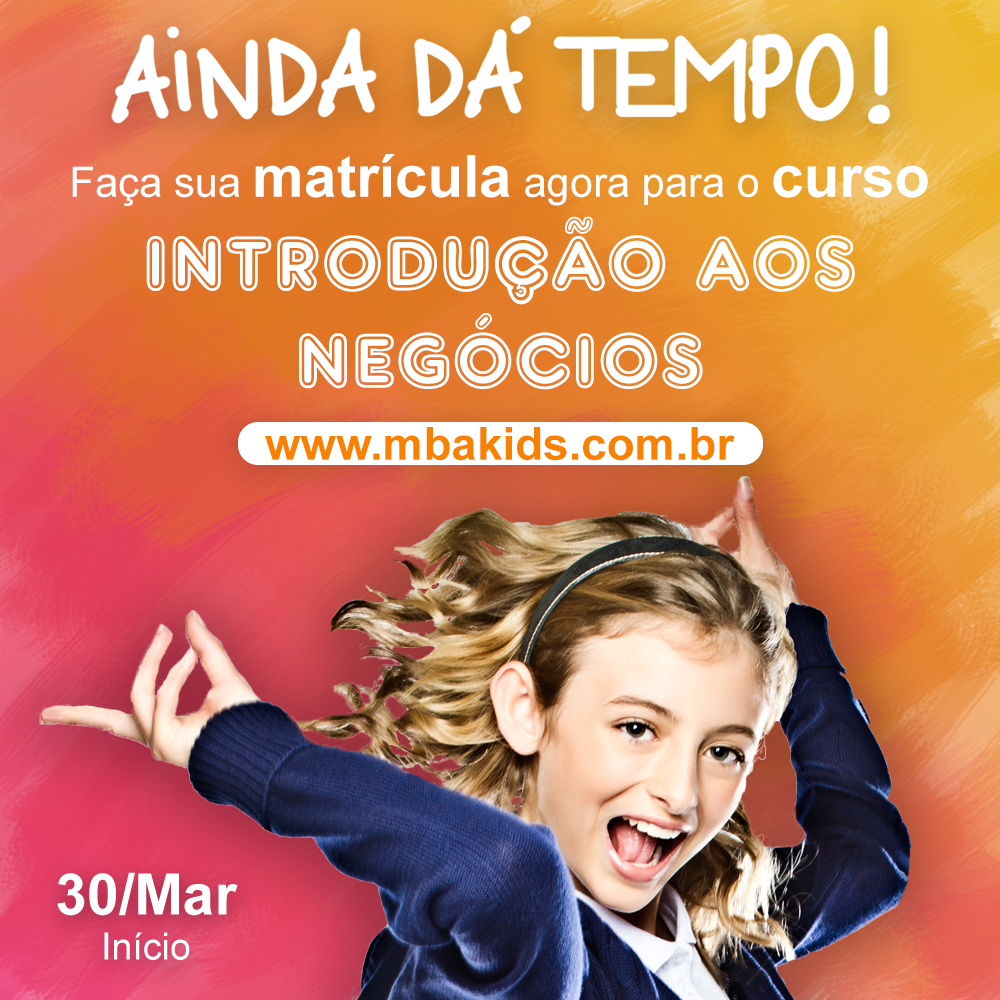 AINDA DÁ TEMPO!
Faça sua matrícula agora para o curso
INTRODUÇÃO AOS
NEGÓCIOS
www.mbakids.com.br
30/Mar
Início